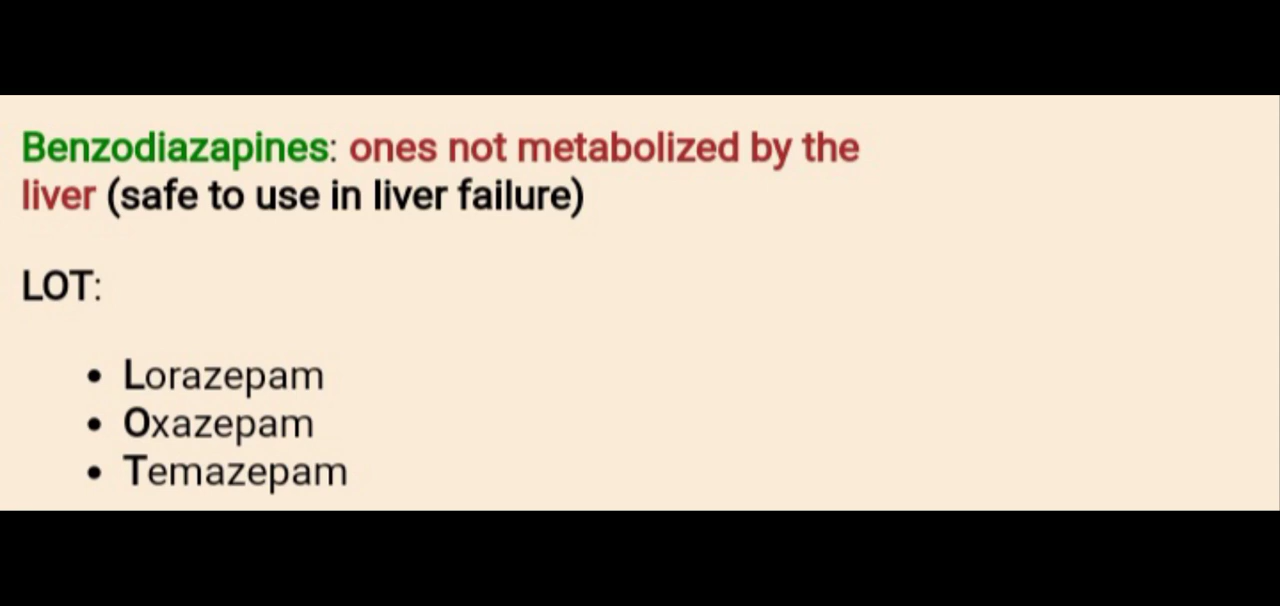 Benzodiazapines: ones not metabolized by the
liver (safe to use in liver failure)
LOT:
• Lorazepam
• Oxazepam
• Temazepam